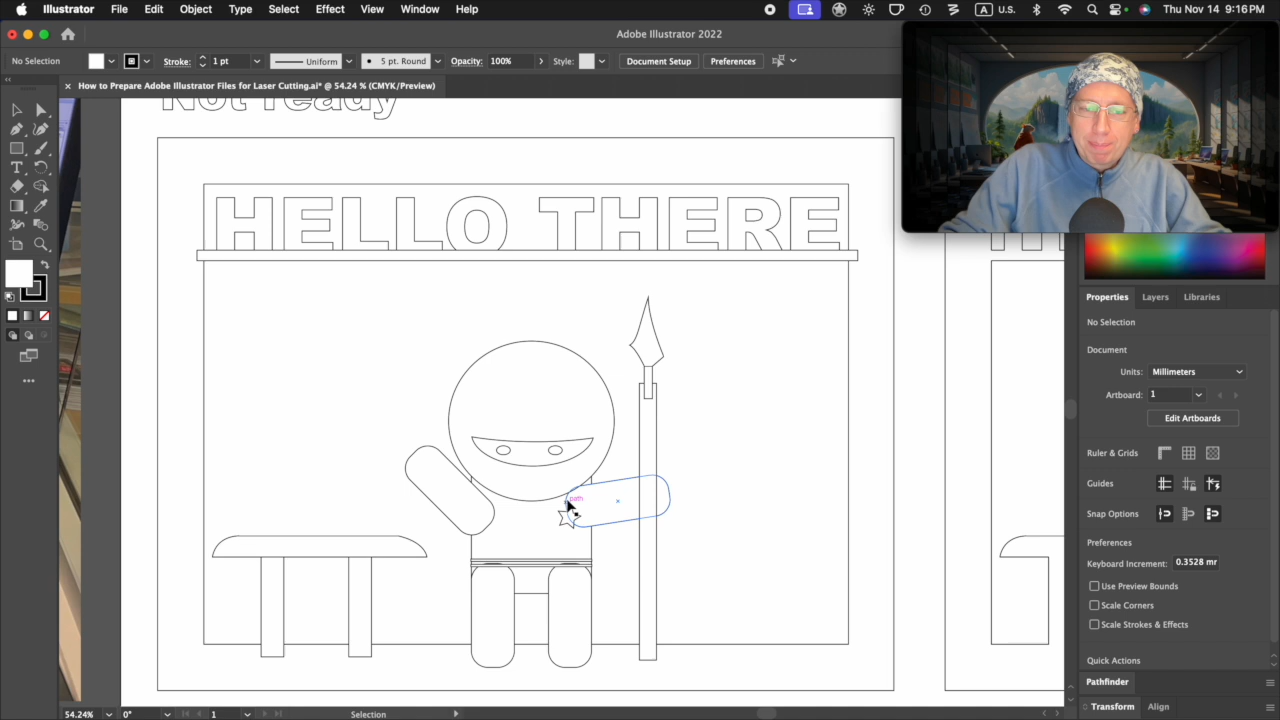 Illustrator File Edit Object Type Select Effect View Window Help
A U.S. Thu Nov 14 9:16 PM
Adobe Illustrator 2022
No Selection Stroke: 1 pt Uniform 5 pt. Round Opacity: 100% Style: Document Setup Preferences
× How to Prepare Adobe Illustrator Files for Laser Cutting.ai* @ 54.24 % (CMYK/Preview)
Not ready
HELLO THERE
path
Properties Layers Libraries
No Selection
Document
Units: Millimeters
Artboard: 1
Edit Artboards
Ruler & Grids
Guides
Snap Options
Preferences
Keyboard Increment: 0.3528 mr
Use Preview Bounds
Scale Corners
Scale Strokes & Effects
Quick Actions
Pathfinder
Transform Align
54.24% 0° 1 Selection